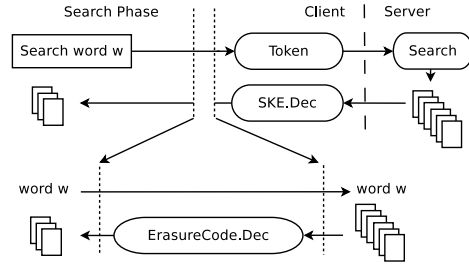 Search Phase Client Server
Search word w Token Search
SKE.Dec
word w word w
ErasureCode.Dec